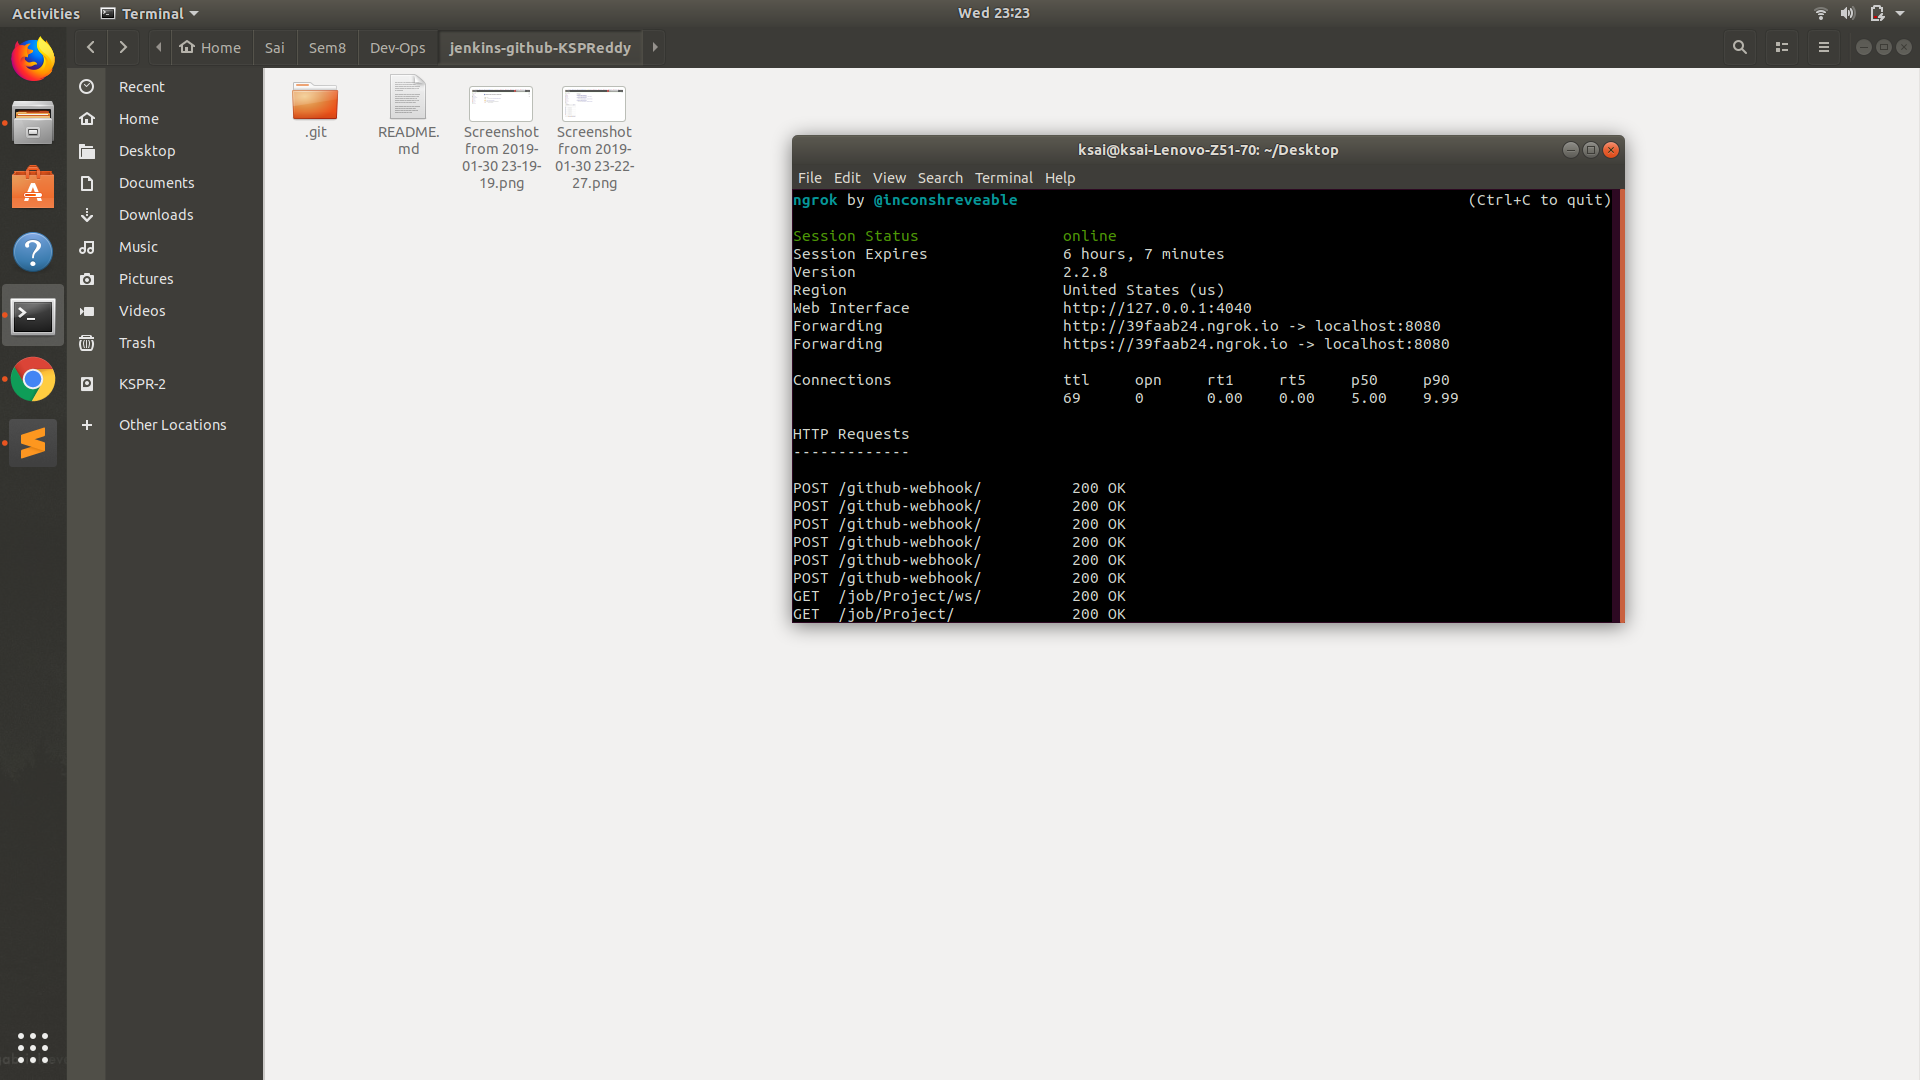 Activities
Terminal
Wed 23:23
Home
Sai
Sem8
Dev-Ops
jenkins-github-KSPReddy
Recent
Home
Desktop
Documents
Downloads
Music
Pictures
Videos
Trash
KSPR-2
Other Locations
.git
README.
md
Screenshot
from 2019-
01-30 23-19-
19.png
Screenshot
from 2019-
01-30 23-22-
27.png
ksai@ksai-Lenovo-Z51-70: ~/Desktop
File Edit View Search Terminal Help
ngrok by @inconshreveable (Ctrl+C to quit)
Session Status online
Session Expires 6 hours, 7 minutes
Version 2.2.8
Region United States (us)
Web Interface http://127.0.0.1:4040
Forwarding http://39faab24.ngrok.io -> localhost:8080
Forwarding https://39faab24.ngrok.io -> localhost:8080
Connections ttl opn rt1 rt5 p50 p90
69 0 0.00 0.00 5.00 9.99
HTTP Requests
-------------
POST /github-webhook/ 200 OK
POST /github-webhook/ 200 OK
POST /github-webhook/ 200 OK
POST /github-webhook/ 200 OK
POST /github-webhook/ 200 OK
POST /github-webhook/ 200 OK
GET /job/Project/ws/ 200 OK
GET /job/Project/ 200 OK